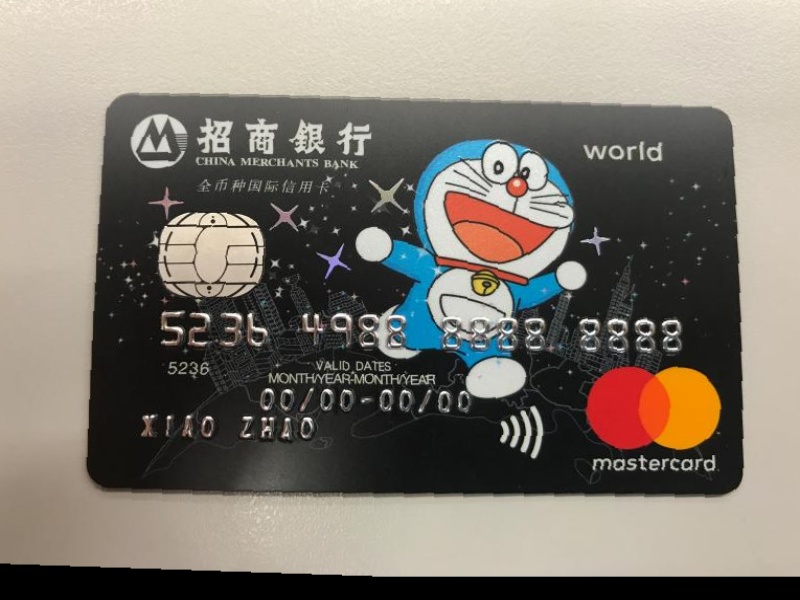 招商銀行
CHINA MERCHANTS BANK
world
全币种国际信用卡
5236 4988 8888 8888
5236
VALID DATES
MONTH/YEAR-MONTH/YEAR
00/00-00/00
XIAO ZHAO
mastercard